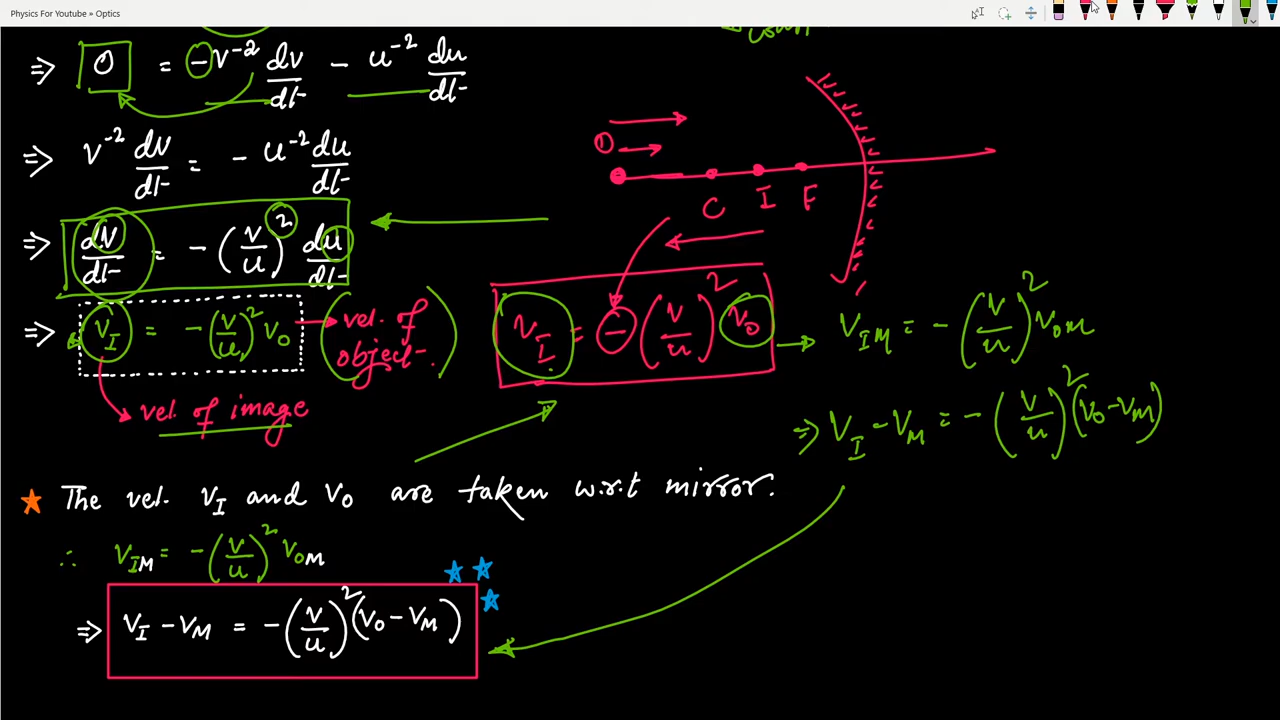 Physics For Youtube » Optics
const
⇒ 0 = -v⁻² dv/dt - u⁻² du/dt
⇒ v⁻² dv/dt = - u⁻² du/dt
⇒ dv/dt = -(v/u)² du/dt
⇒ V_I = -(v/u)² V_O
vel. of object
vel. of image
O
C I F
V_I = -(v/u)² V_O
V_IM = -(v/u)² V_OM
⇒ V_I - V_M = -(v/u)² (V_O - V_M)
★ The vel. V_I and V_O are taken w.r.t mirror.
∴ V_IM = -(v/u)² V_OM
⇒ V_I - V_M = -(v/u)² (V_O - V_M)